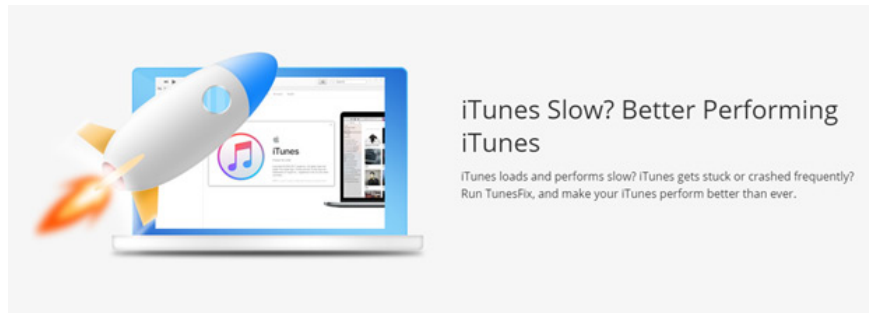 iTunes
iTunes Slow? Better Performing
iTunes
iTunes loads and performs slow? iTunes gets stuck or crashed frequently?
Run TunesFix, and make your iTunes perform better than ever.